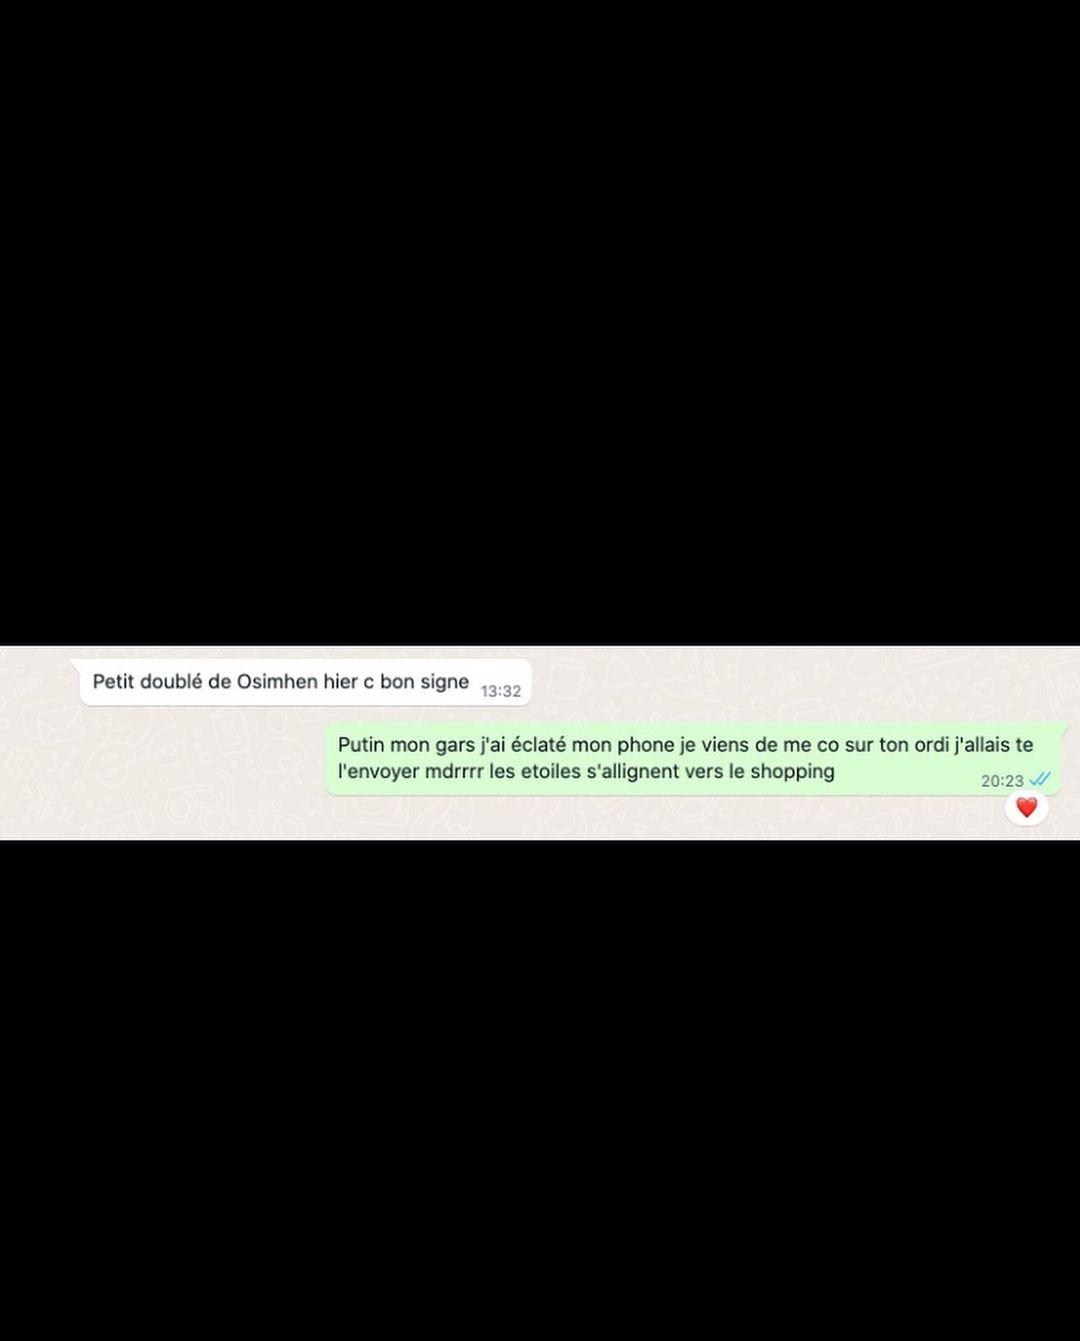 Petit doublé de Osimhen hier c bon signe
13:32
Putin mon gars j'ai éclaté mon phone je viens de me co sur ton ordi j'allais te
l'envoyer mdrrrr les etoiles s'allignent vers le shopping
20:23